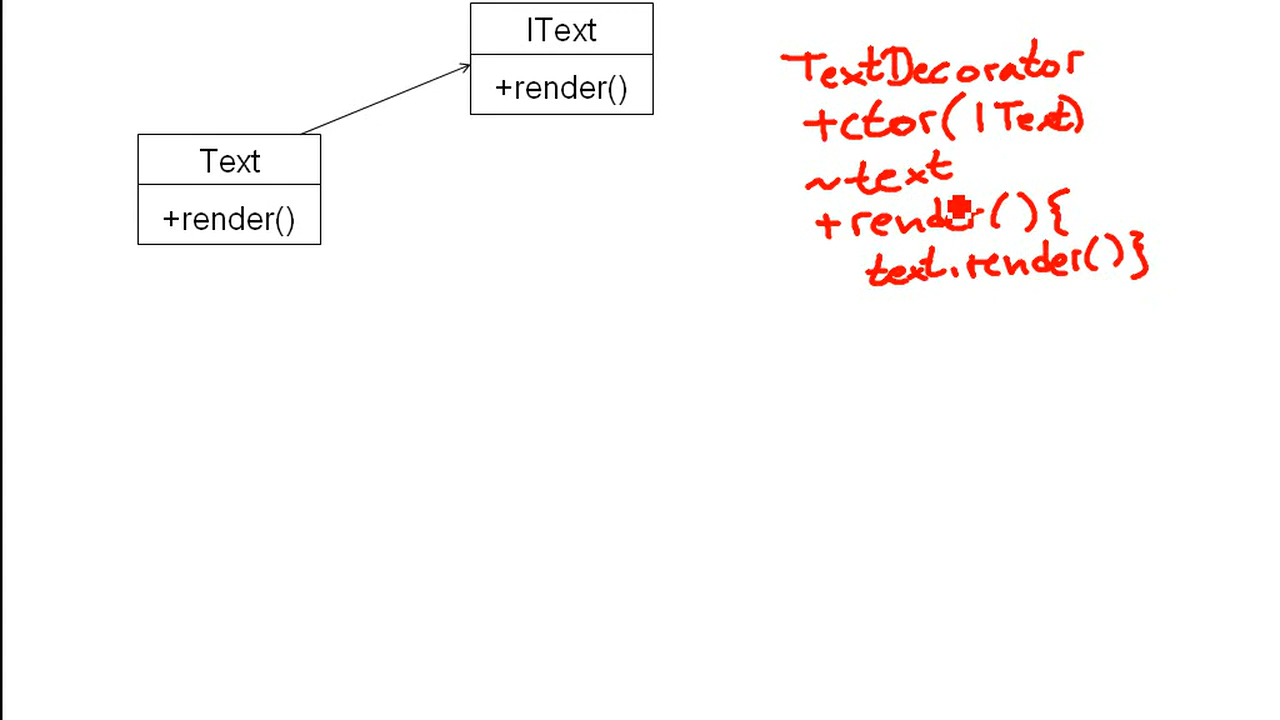 IText
+render()
Text
+render()
TextDecorator
+ctor(IText)
~text
+render(){
text.render()}